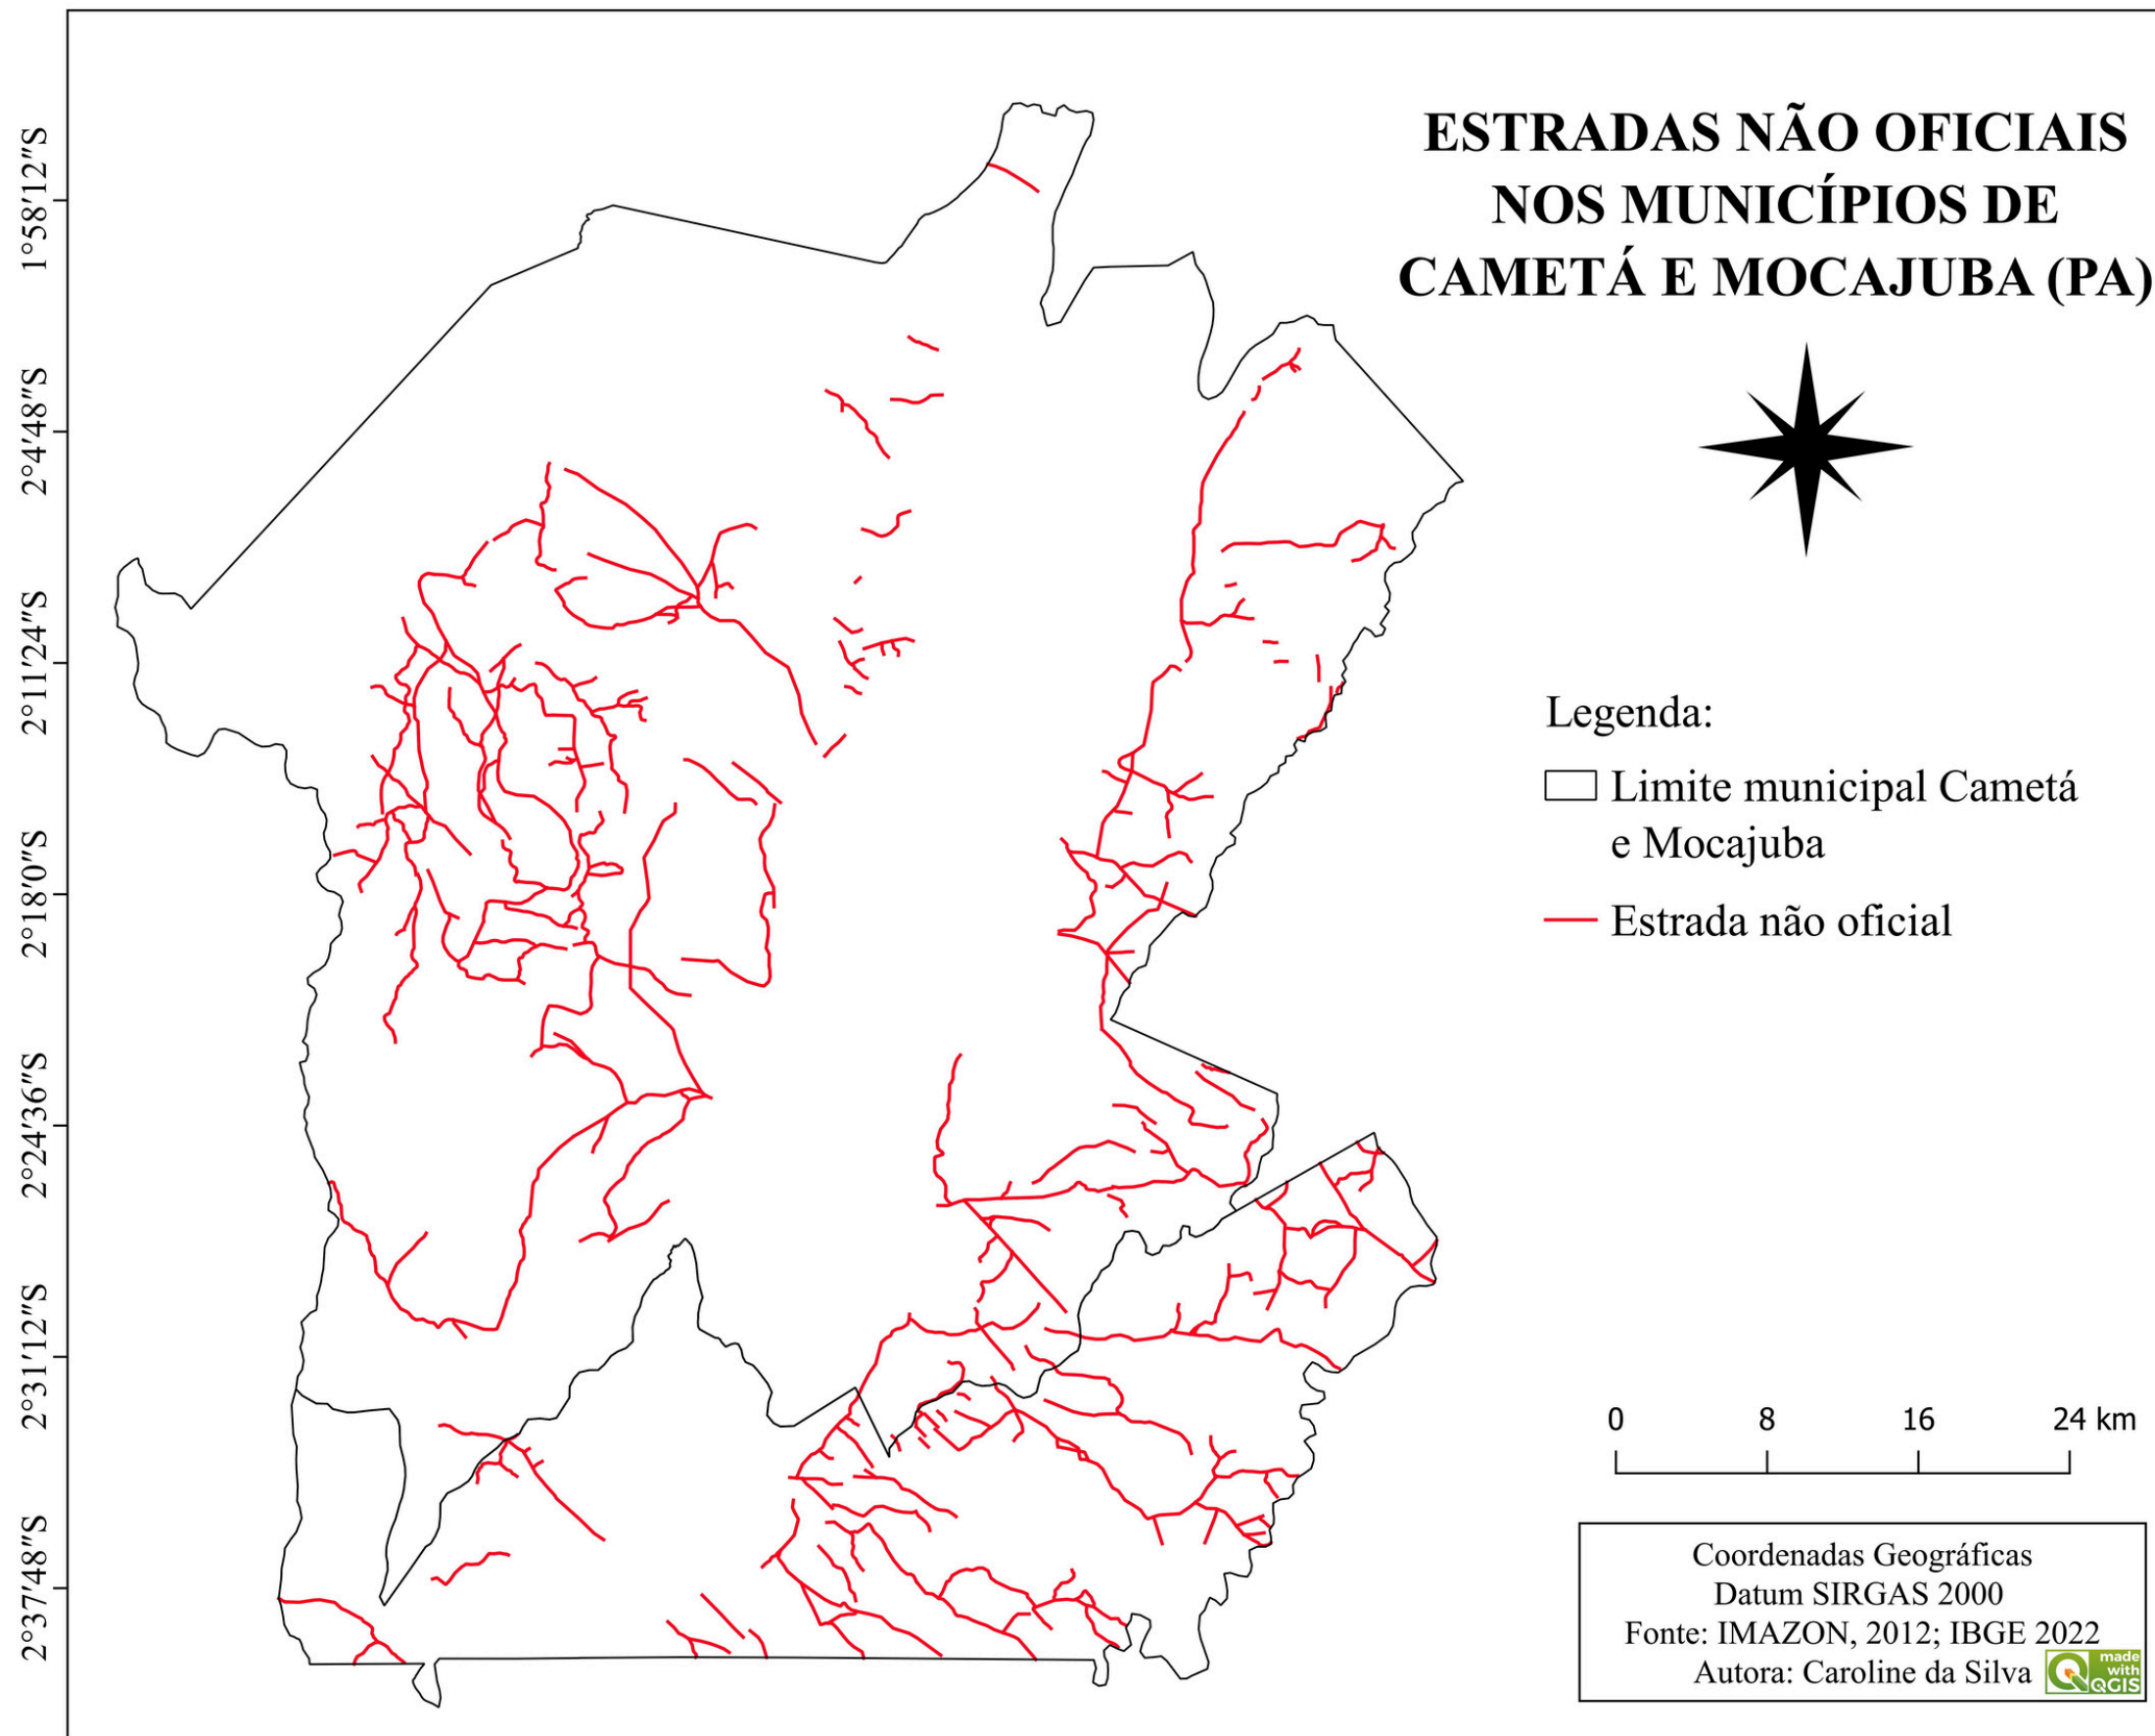 ESTRADAS NÃO OFICIAIS
NOS MUNICÍPIOS DE
CAMETÁ E MOCAJUBA (PA)
1°58'12"S
2°4'48"S
2°11'24"S
2°18'0"S
2°24'36"S
2°31'12"S
2°37'48"S
Legenda:
Limite municipal Cametá
e Mocajuba
Estrada não oficial
0 8 16 24 km
Coordenadas Geográficas
Datum SIRGAS 2000
Fonte: IMAZON, 2012; IBGE 2022
Autora: Caroline da Silva
made
with
QGIS